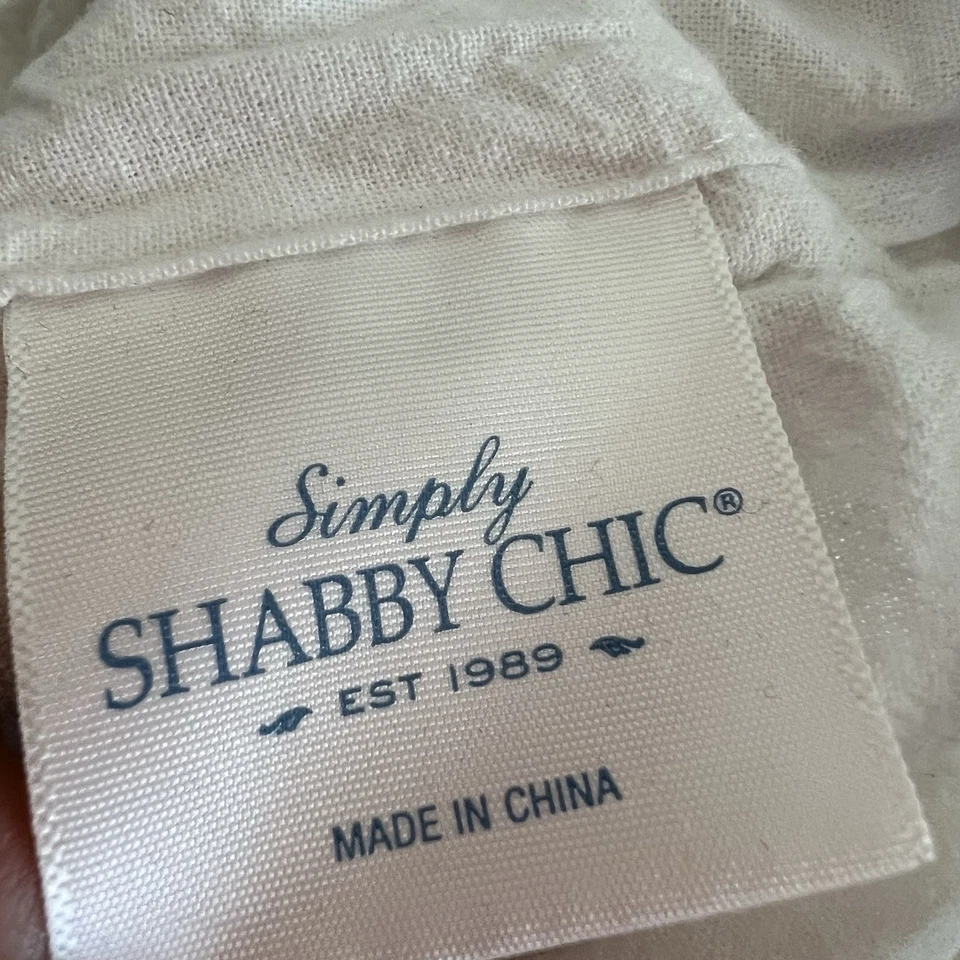 Simply
SHABBY CHIC®
EST 1989
MADE IN CHINA